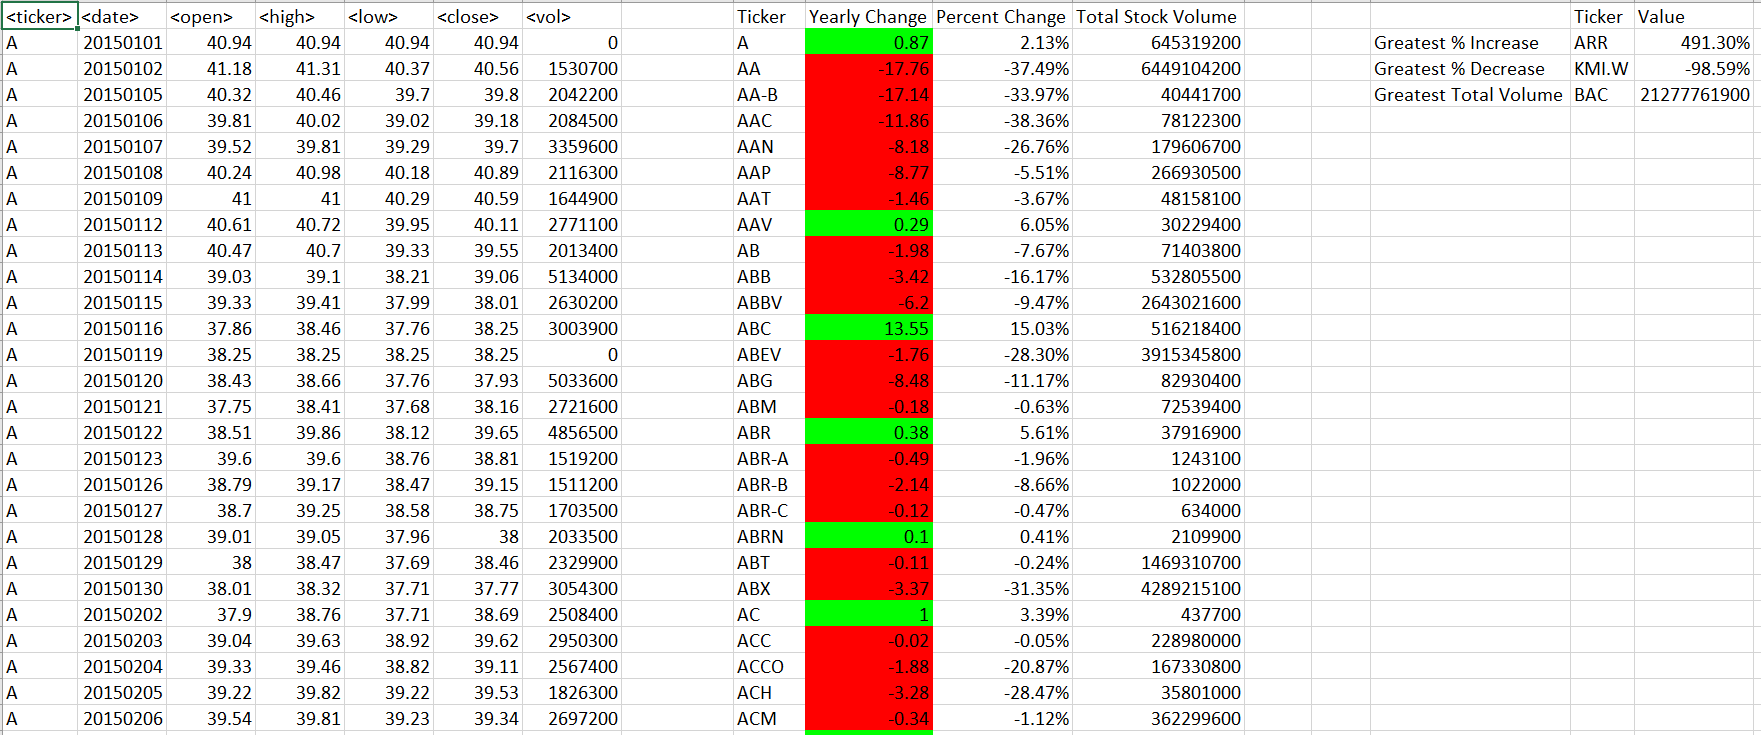 <ticker> <date> <open> <high> <low> <close> <vol> Ticker Yearly Change Percent Change Total Stock Volume Ticker Value
A 20150101 40.94 40.94 40.94 40.94 0 A 0.87 2.13% 645319200 Greatest % Increase ARR 491.30%
A 20150102 41.18 41.31 40.37 40.56 1530700 AA -17.76 -37.49% 6449104200 Greatest % Decrease KMI.W -98.59%
A 20150105 40.32 40.46 39.7 39.8 2042200 AA-B -17.14 -33.97% 40441700 Greatest Total Volume BAC 21277761900
A 20150106 39.81 40.02 39.02 39.18 2084500 AAC -11.86 -38.36% 78122300
A 20150107 39.52 39.81 39.29 39.7 3359600 AAN -8.18 -26.76% 179606700
A 20150108 40.24 40.98 40.18 40.89 2116300 AAP -8.77 -5.51% 266930500
A 20150109 41 41 40.29 40.59 1644900 AAT -1.46 -3.67% 48158100
A 20150112 40.61 40.72 39.95 40.11 2771100 AAV 0.29 6.05% 30229400
A 20150113 40.47 40.7 39.33 39.55 2013400 AB -1.98 -7.67% 71403800
A 20150114 39.03 39.1 38.21 39.06 5134000 ABB -3.42 -16.17% 532805500
A 20150115 39.33 39.41 37.99 38.01 2630200 ABBV -6.2 -9.47% 2643021600
A 20150116 37.86 38.46 37.76 38.25 3003900 ABC 13.55 15.03% 516218400
A 20150119 38.25 38.25 38.25 38.25 0 ABEV -1.76 -28.30% 3915345800
A 20150120 38.43 38.66 37.76 37.93 5033600 ABG -8.48 -11.17% 82930400
A 20150121 37.75 38.41 37.68 38.16 2721600 ABM -0.18 -0.63% 72539400
A 20150122 38.51 39.86 38.12 39.65 4856500 ABR 0.38 5.61% 37916900
A 20150123 39.6 39.6 38.76 38.81 1519200 ABR-A -0.49 -1.96% 1243100
A 20150126 38.79 39.17 38.47 39.15 1511200 ABR-B -2.14 -8.66% 1022000
A 20150127 38.7 39.25 38.58 38.75 1703500 ABR-C -0.12 -0.47% 634000
A 20150128 39.01 39.05 37.96 38 2033500 ABRN 0.1 0.41% 2109900
A 20150129 38 38.47 37.69 38.46 2329900 ABT -0.11 -0.24% 1469310700
A 20150130 38.01 38.32 37.71 37.77 3054300 ABX -3.37 -31.35% 4289215100
A 20150202 37.9 38.76 37.71 38.69 2508400 AC 1 3.39% 437700
A 20150203 39.04 39.63 38.92 39.62 2950300 ACC -0.02 -0.05% 228980000
A 20150204 39.33 39.46 38.82 39.11 2567400 ACCO -1.88 -20.87% 167330800
A 20150205 39.22 39.82 39.22 39.53 1826300 ACH -3.28 -28.47% 35801000
A 20150206 39.54 39.81 39.23 39.34 2697200 ACM -0.34 -1.12% 362299600